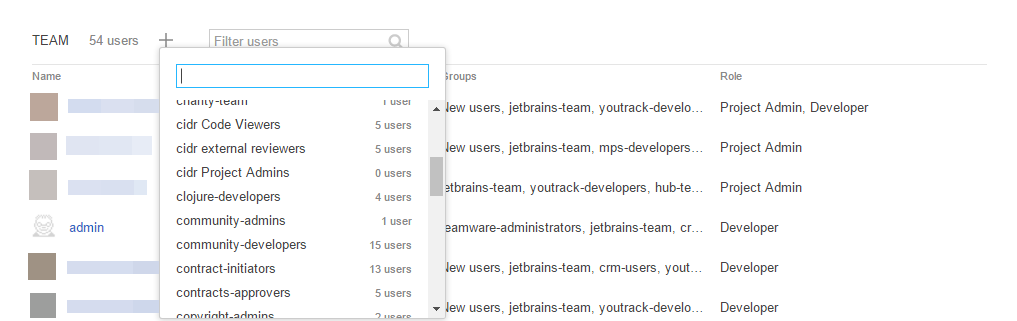 TEAM 54 users + Filter users
Name Groups Role
charity-team 1 user
New users, jetbrains-team, youtrack-develo... Project Admin, Developer
cidr Code Viewers 5 users
cidr external reviewers 5 users
New users, jetbrains-team, mps-developers... Project Admin
cidr Project Admins 0 users
jetbrains-team, youtrack-developers, hub-te... Project Admin
clojure-developers 4 users
community-admins 1 user
admin
teamware-administrators, jetbrains-team, cr... Developer
community-developers 15 users
contract-initiators 13 users
New users, jetbrains-team, crm-users, yout... Developer
contracts-approvers 5 users
New users, jetbrains-team, youtrack-develo... Developer
copyright-admins 2 users